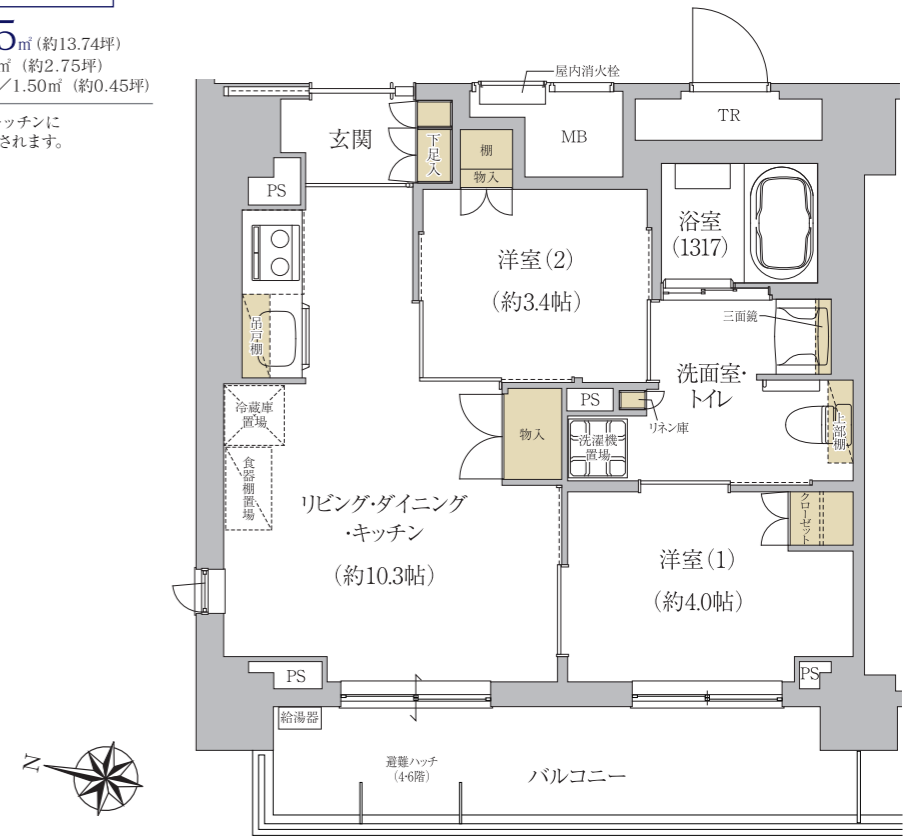 5㎡(約13.74坪)
㎡(約2.75坪)
/1.50㎡(約0.45坪)
ッチンに
されます。
屋内消火栓
玄関
下足入
棚
物入
MB
TR
PS
浴室
(1317)
洋室(2)
(約3.4帖)
吊戸棚
三面鏡
洗面室・
トイレ
冷蔵庫
置場
物入
PS
リネン庫
洗濯機
置場
上部棚
食器棚置場
リビング・ダイニング
・キッチン
(約10.3帖)
クローゼット
洋室(1)
(約4.0帖)
PS
PS
給湯器
避難ハッチ
(4・6階)
バルコニー
N